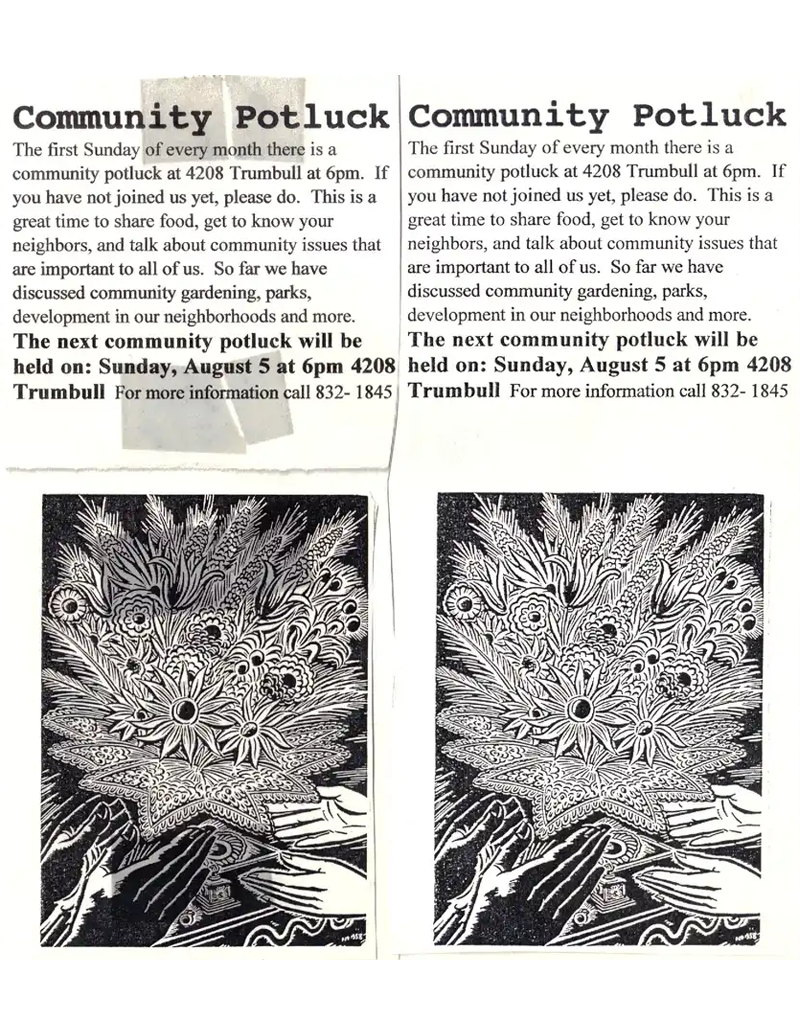 Community Potluck
The first Sunday of every month there is a
community potluck at 4208 Trumbull at 6pm. If
you have not joined us yet, please do. This is a
great time to share food, get to know your
neighbors, and talk about community issues that
are important to all of us. So far we have
discussed community gardening, parks,
development in our neighborhoods and more.
The next community potluck will be
held on: Sunday, August 5 at 6pm 4208
Trumbull For more information call 832- 1845
Community Potluck
The first Sunday of every month there is a
community potluck at 4208 Trumbull at 6pm. If
you have not joined us yet, please do. This is a
great time to share food, get to know your
neighbors, and talk about community issues that
are important to all of us. So far we have
discussed community gardening, parks,
development in our neighborhoods and more.
The next community potluck will be
held on: Sunday, August 5 at 6pm 4208
Trumbull For more information call 832- 1845